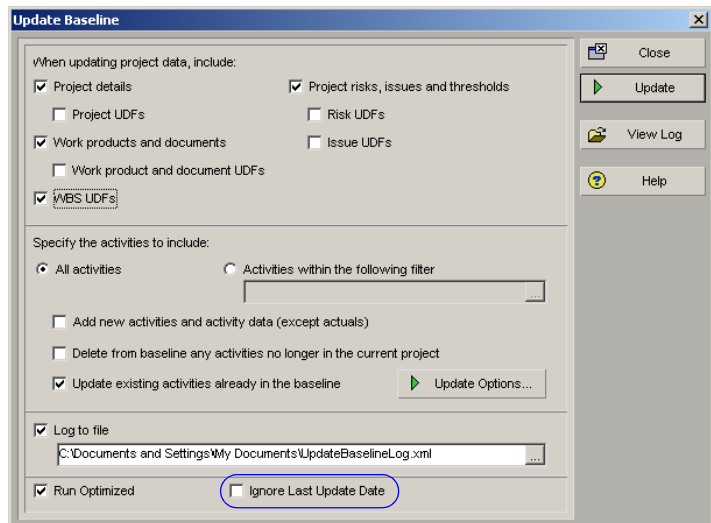 Update Baseline
When updating project data, include:
Project details
Project risks, issues and thresholds
Project UDFs
Risk UDFs
Work products and documents
Issue UDFs
Work product and document UDFs
WBS UDFs
Specify the activities to include:
All activities
Activities within the following filter
...
Add new activities and activity data (except actuals)
Delete from baseline any activities no longer in the current project
Update existing activities already in the baseline
Update Options...
Log to file
C:\Documents and Settings\My Documents\UpdateBaselineLog.xml
...
Run Optimized
Ignore Last Update Date
Close
Update
View Log
Help